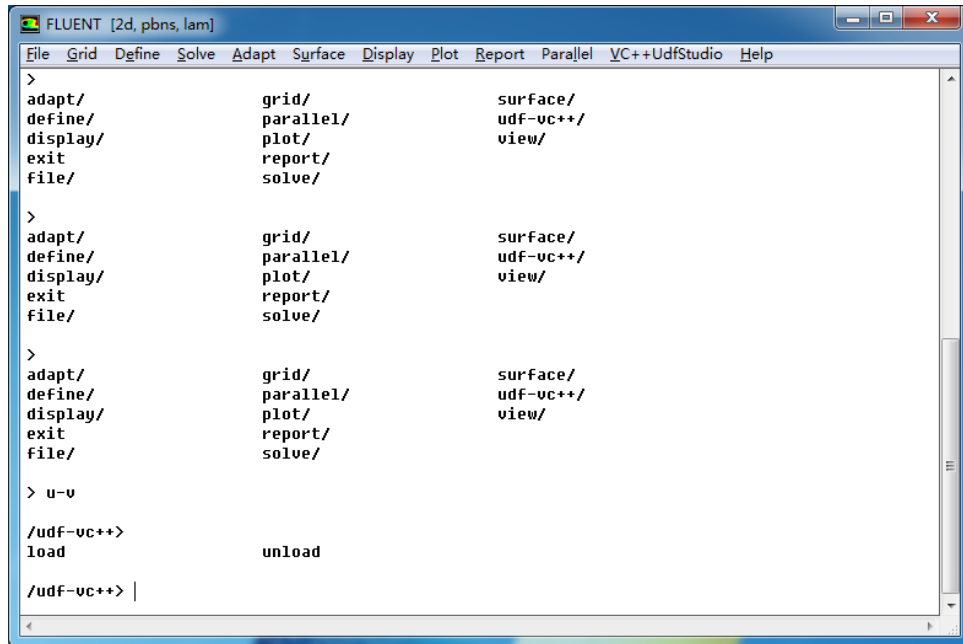 FLUENT [2d, pbns, lam]
File Grid Define Solve Adapt Surface Display Plot Report Parallel VC++UdfStudio Help
>
adapt/ grid/ surface/
define/ parallel/ udf-vc++/
display/ plot/ view/
exit report/
file/ solve/
>
adapt/ grid/ surface/
define/ parallel/ udf-vc++/
display/ plot/ view/
exit report/
file/ solve/
>
adapt/ grid/ surface/
define/ parallel/ udf-vc++/
display/ plot/ view/
exit report/
file/ solve/
> u-v
/udf-vc++>
load unload
/udf-vc++>